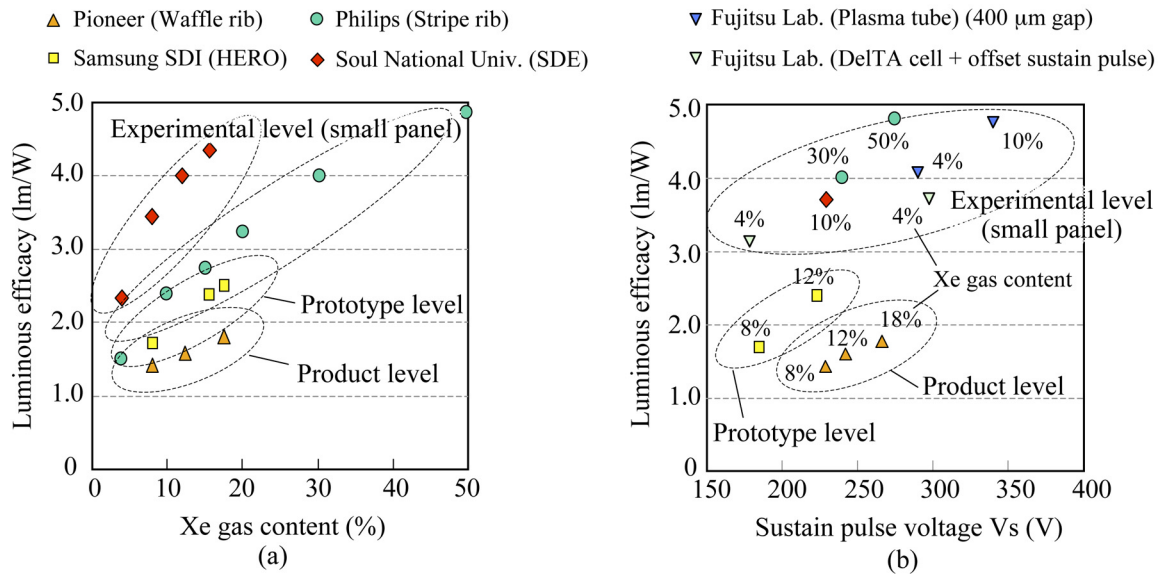 Pioneer (Waffle rib)
Philips (Stripe rib)
Samsung SDI (HERO)
Soul National Univ. (SDE)
Fujitsu Lab. (Plasma tube) (400 μm gap)
Fujitsu Lab. (DelTA cell + offset sustain pulse)
5.0
4.0
3.0
2.0
1.0
0
Luminous efficacy (lm/W)
Experimental level (small panel)
Prototype level
Product level
0 10 20 30 40 50
Xe gas content (%)
(a)
5.0
4.0
3.0
2.0
1.0
0
Luminous efficacy (lm/W)
50%
10%
30%
4%
10%
4%
4%
Experimental level
(small panel)
Xe gas content
12%
8%
18%
12%
8%
Product level
Prototype level
150 200 250 300 350 400
Sustain pulse voltage Vs (V)
(b)